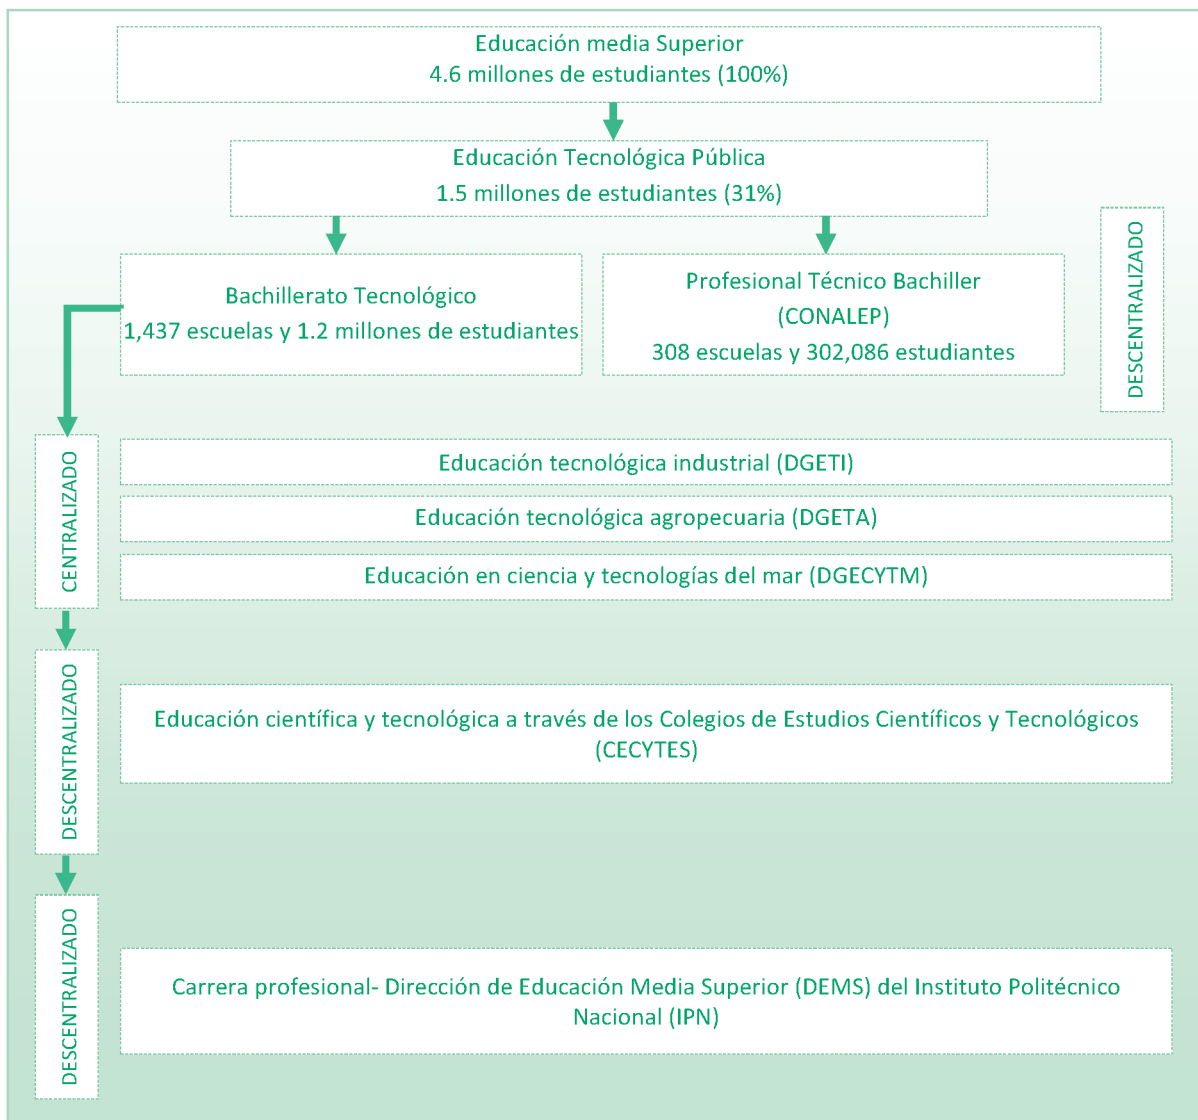 Educación media Superior
4.6 millones de estudiantes (100%)
Educación Tecnológica Pública
1.5 millones de estudiantes (31%)
Bachillerato Tecnológico
1,437 escuelas y 1.2 millones de estudiantes
Profesional Técnico Bachiller
(CONALEP)
308 escuelas y 302,086 estudiantes
DESCENTRALIZADO
CENTRALIZADO
Educación tecnológica industrial (DGETI)
Educación tecnológica agropecuaria (DGETA)
Educación en ciencia y tecnologías del mar (DGECYTM)
DESCENTRALIZADO
Educación científica y tecnológica a través de los Colegios de Estudios Científicos y Tecnológicos
(CECYTES)
DESCENTRALIZADO
Carrera profesional- Dirección de Educación Media Superior (DEMS) del Instituto Politécnico
Nacional (IPN)